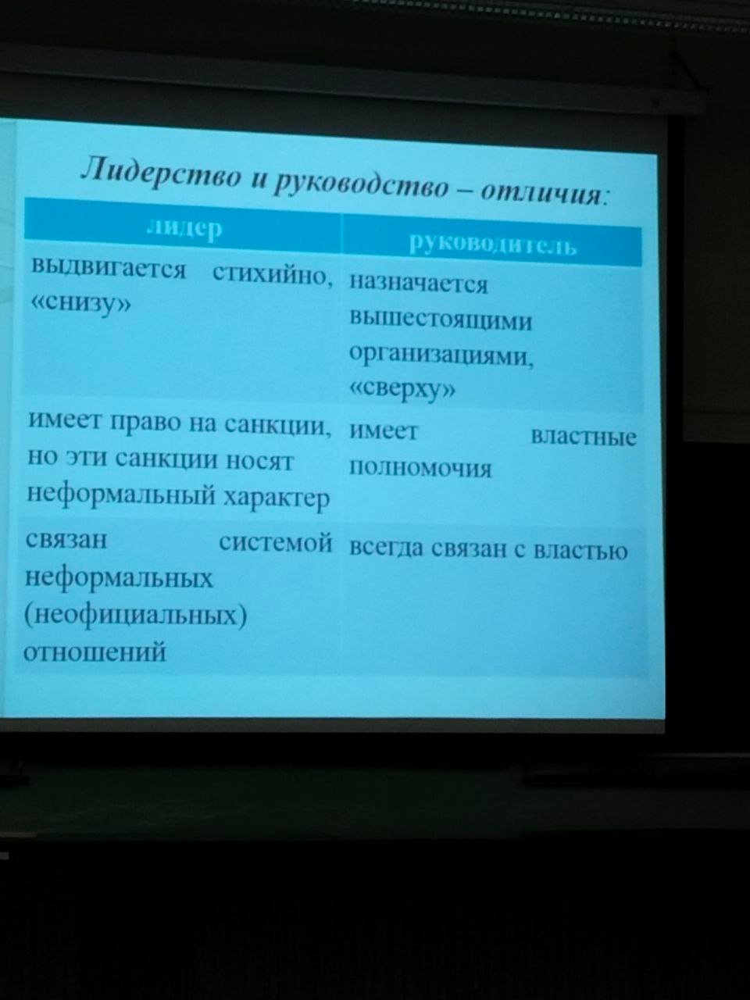 Лидерство и руководство – отличия:
лидер
руководитель
выдвигается стихийно,
«снизу»
назначается
вышестоящими
организациями,
«сверху»
имеет право на санкции,
но эти санкции носят
неформальный характер
имеет властные
полномочия
связан системой
неформальных
(неофициальных)
отношений
всегда связан с властью